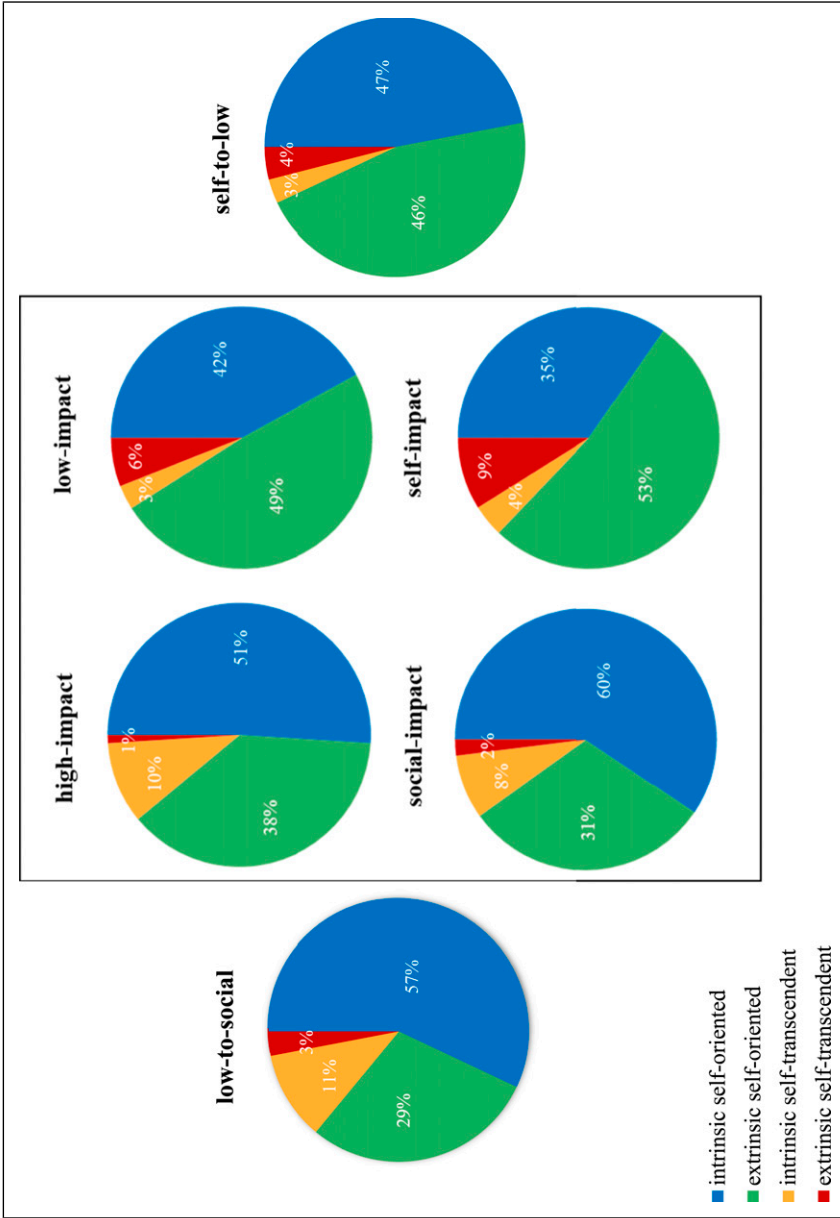 low-to-social
57%
29%
11%
3%
high-impact
51%
38%
10%
1%
low-impact
42%
49%
3%
6%
social-impact
60%
31%
8%
2%
self-impact
35%
53%
4%
9%
self-to-low
47%
46%
3%
4%
intrinsic self-oriented
extrinsic self-oriented
intrinsic self-transcendent
extrinsic self-transcendent